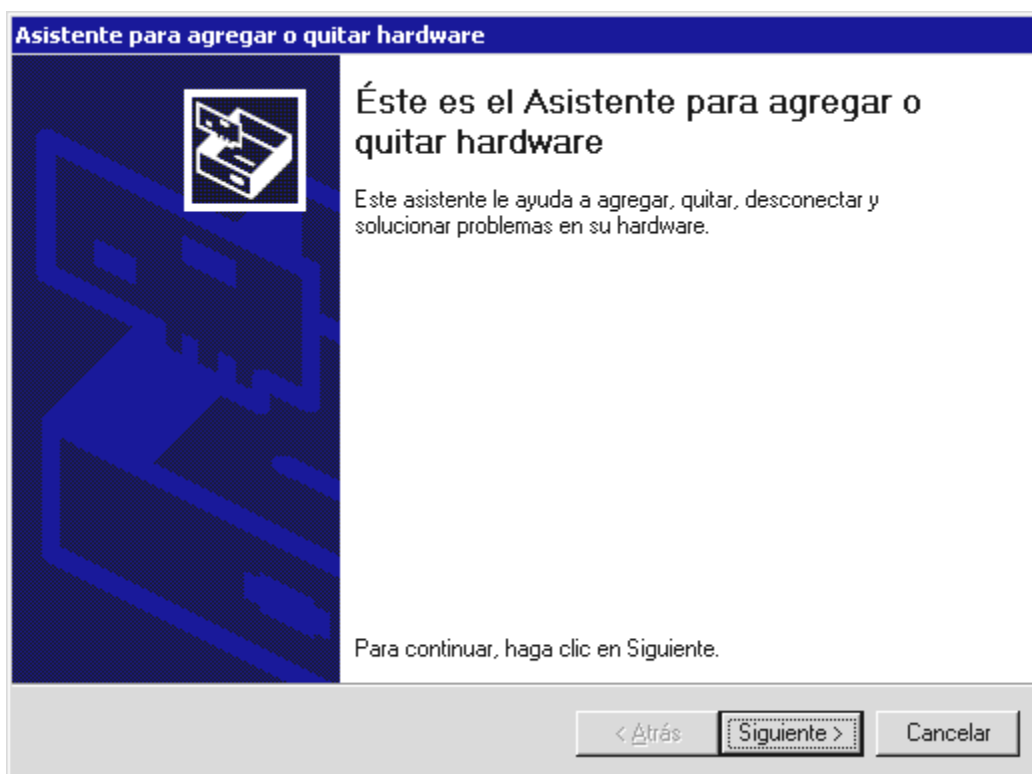 Asistente para agregar o quitar hardware
Éste es el Asistente para agregar o
quitar hardware
Este asistente le ayuda a agregar, quitar, desconectar y
solucionar problemas en su hardware.
Para continuar, haga clic en Siguiente.
< Atrás
Siguiente >
Cancelar